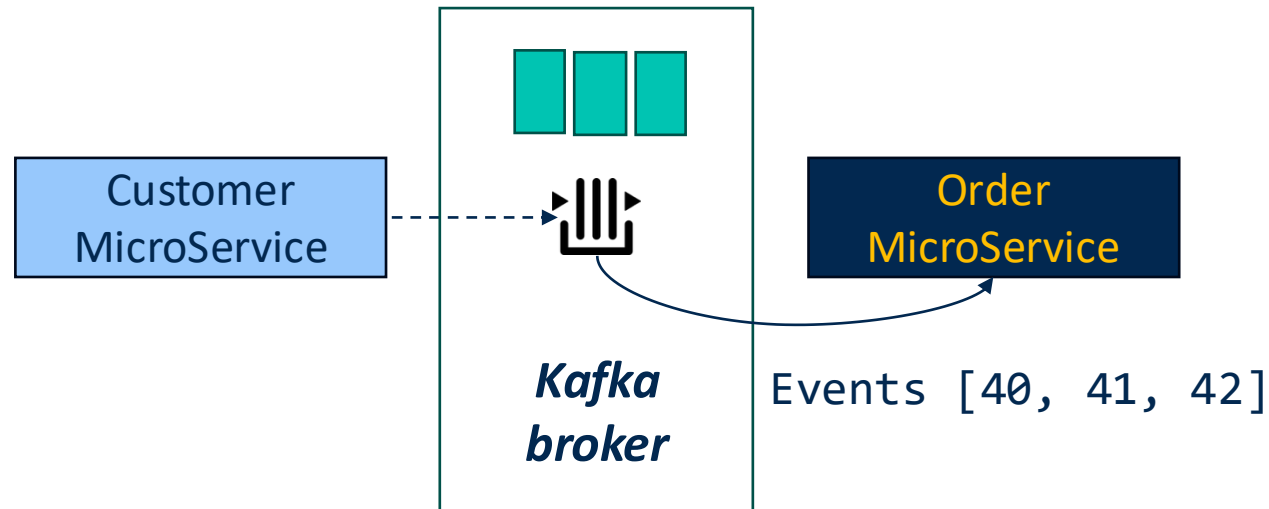 Customer
MicroService
Order
MicroService
Kafka
broker
Events [40, 41, 42]